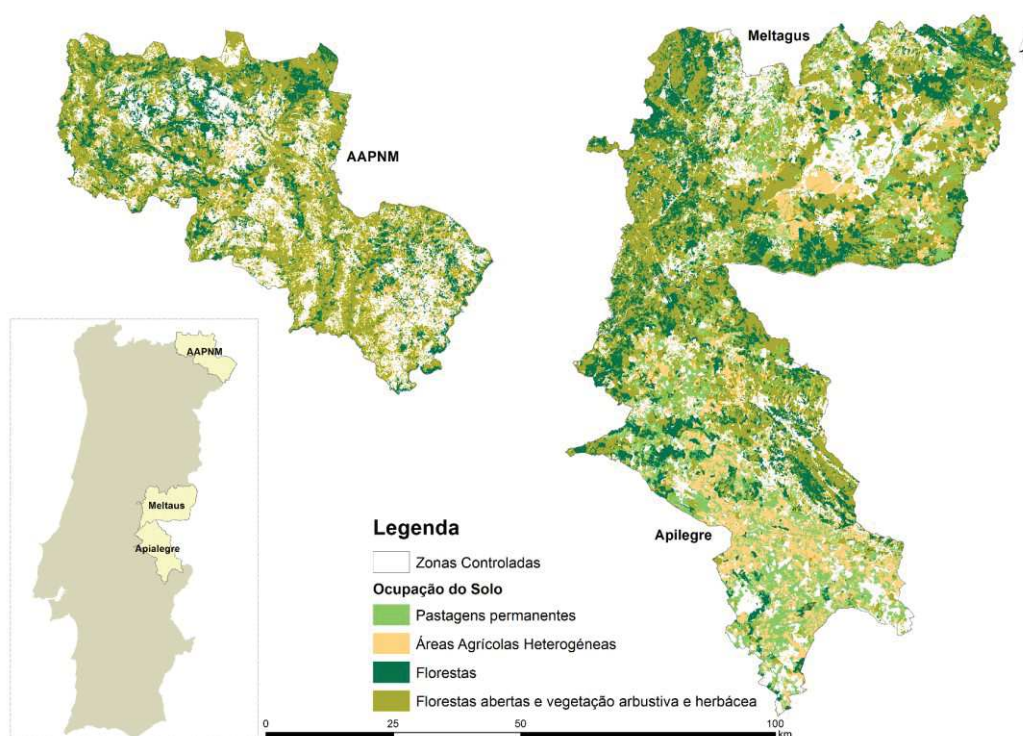 Meltagus
AAPNM
AAPNM
Meltaus
Apialegre
Apilegre
Legenda
Zonas Controladas
Ocupação do Solo
Pastagens permanentes
Áreas Agrícolas Heterogéneas
Florestas
Florestas abertas e vegetação arbustiva e herbácea
0 25 50 100
km